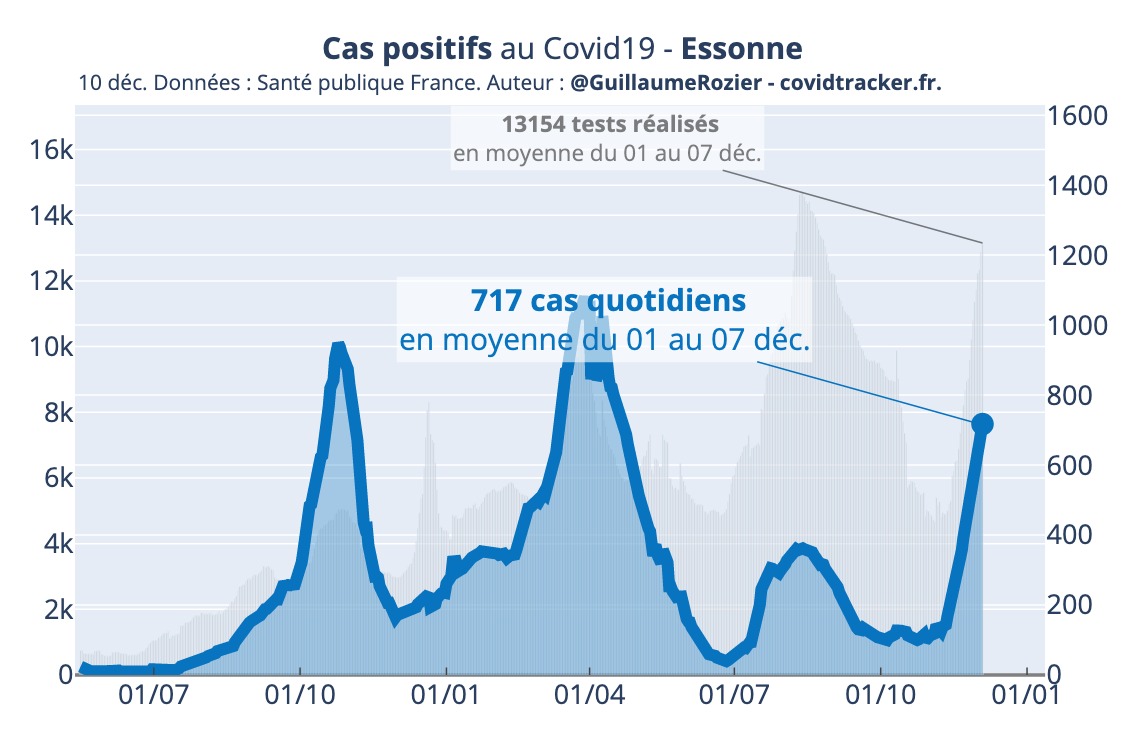 Cas positifs au Covid19 - Essonne
10 déc. Données : Santé publique France. Auteur : @GuillaumeRozier - covidtracker.fr.
13154 tests réalisés
en moyenne du 01 au 07 déc.
717 cas quotidiens
en moyenne du 01 au 07 déc.
16k
14k
12k
10k
8k
6k
4k
2k
0
1600
1400
1200
1000
800
600
400
200
0
01/07
01/10
01/01
01/04
01/07
01/10
01/01